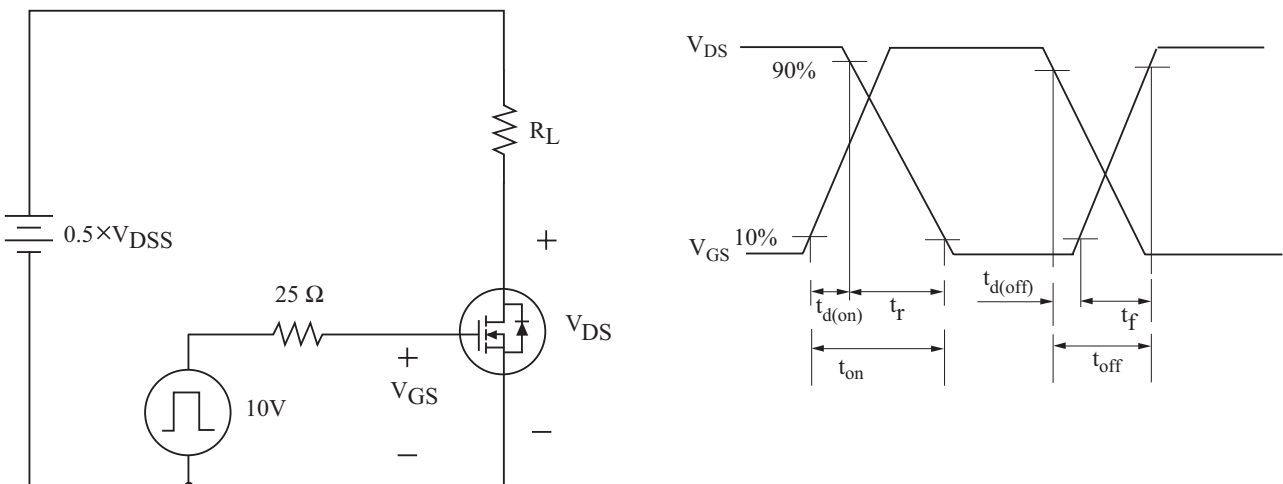 R_L
0.5×V_DSS
+
25 Ω
V_DS
+
V_GS
10V
−
−
V_DS
90%
V_GS 10%
t_d(on)
t_r
t_d(off)
t_f
t_on
t_off